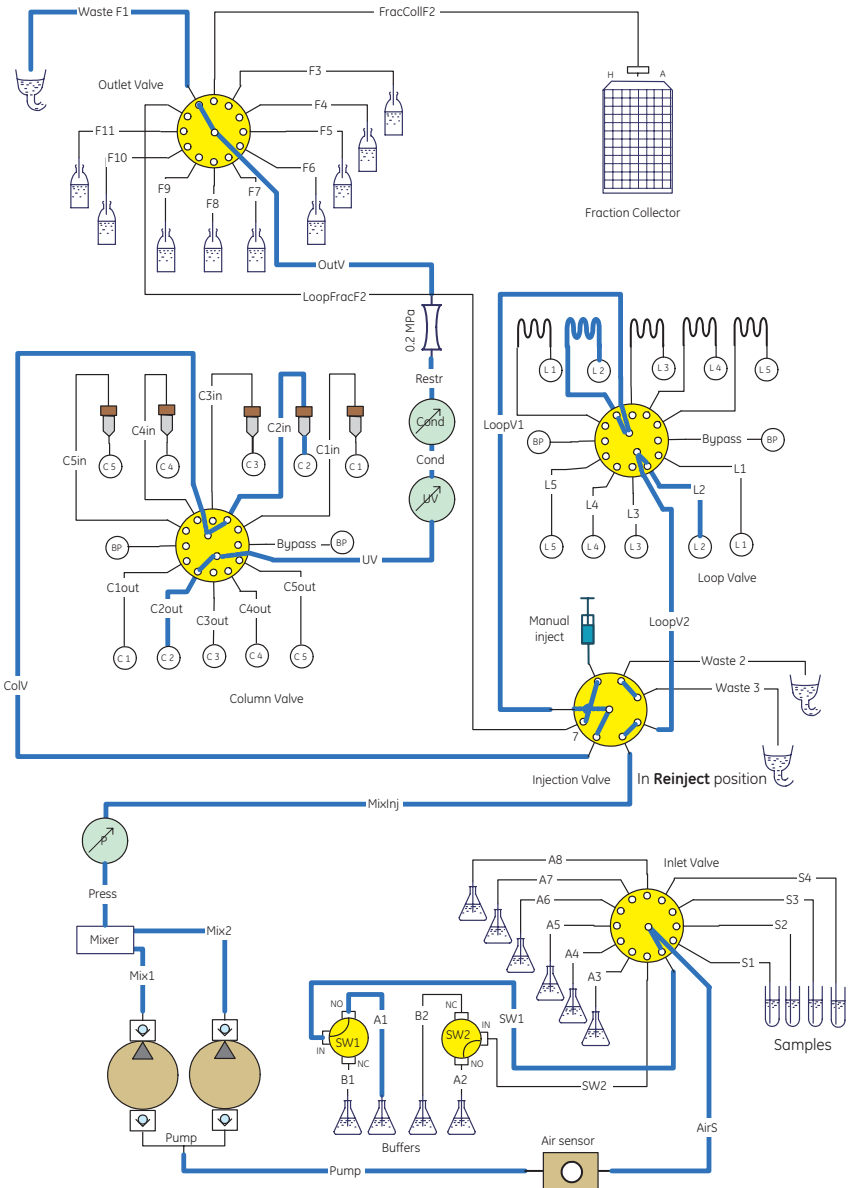 Waste F1
FracCollF2
F3
H A
Outlet Valve
F4
F11
F5
F10
F6
F9
F7
F8
Fraction Collector
OutV
LoopFracF2
0.2 MPa
L 1
L 2
L 3
L 4
L 5
Restr
C3in
Cond
LoopV1
C2in
C4in
BP
Bypass
BP
C1in
C5in
Cond
C 5
C 4
C 3
C 2
C 1
L5
L1
L4
L2
L3
UV
BP
Bypass
BP
L 5
L 4
L 3
L 2
L 1
UV
Loop Valve
C1out
C5out
C2out
C4out
C3out
Manual
inject
LoopV2
C 1
C 2
C 3
C 4
C 5
Waste 2
ColV
Column Valve
Waste 3
7
Injection Valve
In Reinject position
MixInj
P
A8
Inlet Valve
A7
S4
Press
A6
S3
Mixer
Mix2
A5
S2
A4
S1
Mix1
A3
NO
A1
B2
NC
SW1
IN
SW1
SW2
IN
NC
NO
Samples
B1
A2
SW2
Pump
Buffers
Air sensor
AirS
Pump